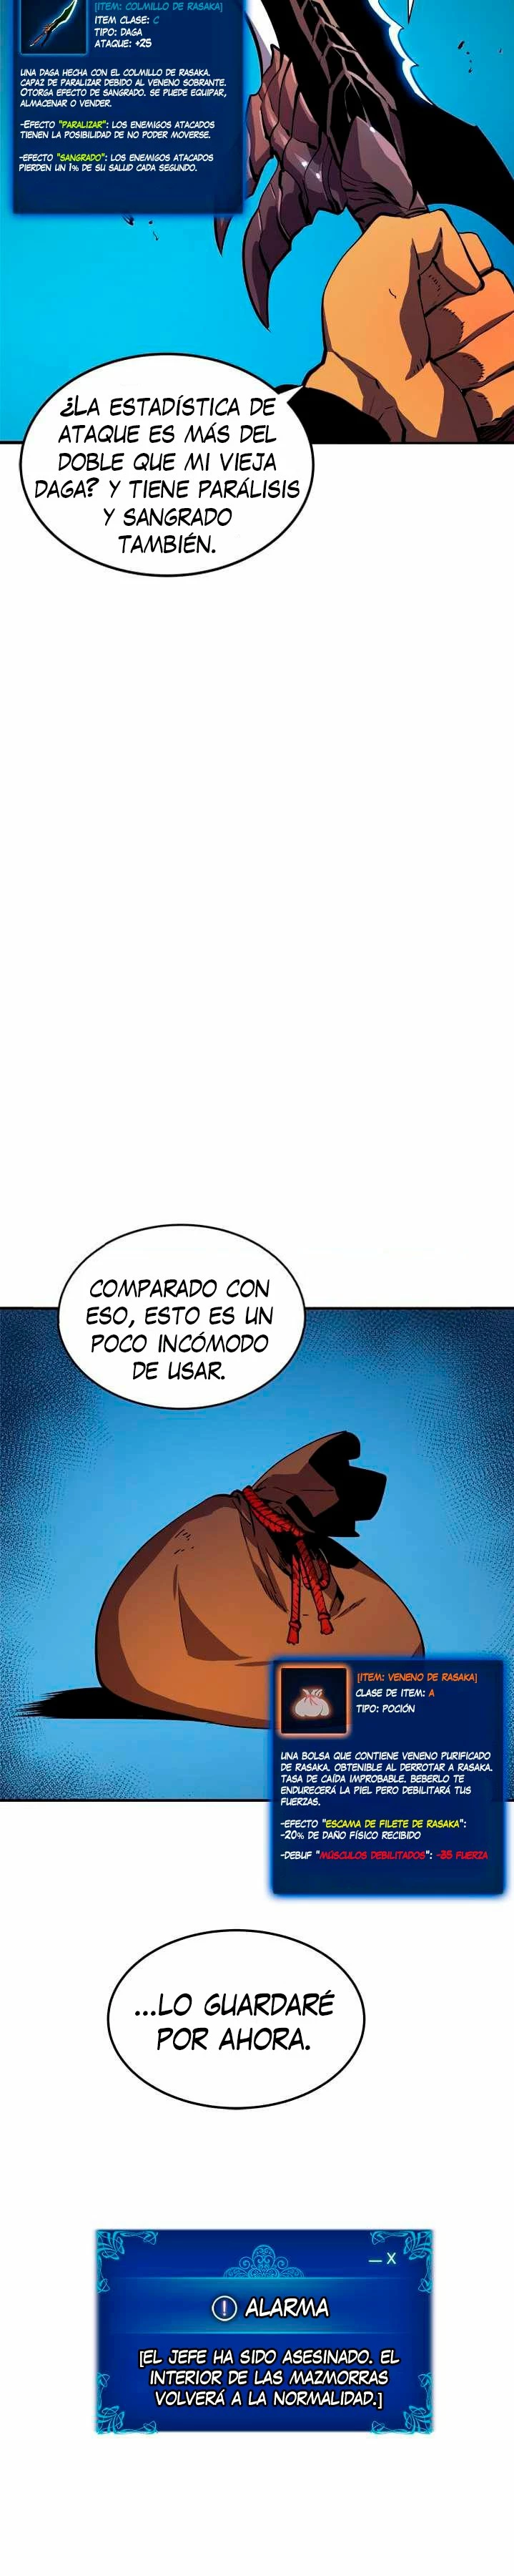 [ITEM: COLMILLO DE RASAKA]
ITEM CLASE: C
TIPO: DAGA
ATAQUE: +25
UNA DAGA HECHA CON EL COLMILLO DE RASAKA.
CAPAZ DE PARALIZAR DEBIDO AL VENENO SOBRANTE.
OTORGA EFECTO DE SANGRADO. SE PUEDE EQUIPAR,
ALMACENAR O VENDER.
-EFECTO "PARALIZAR": LOS ENEMIGOS ATACADOS
TIENEN LA POSIBILIDAD DE NO PODER MOVERSE.
-EFECTO "SANGRADO": LOS ENEMIGOS ATACADOS
PIERDEN UN 1% DE SU SALUD CADA SEGUNDO.
¿LA ESTADÍSTICA DE
ATAQUE ES MÁS DEL
DOBLE QUE MI VIEJA
DAGA? Y TIENE PARÁLISIS
Y SANGRADO
TAMBIÉN.
COMPARADO CON
ESO, ESTO ES UN
POCO INCÓMODO
DE USAR.
[ITEM: VENENO DE RASAKA]
CLASE DE ITEM: A
TIPO: POCIÓN
UNA BOLSA QUE CONTIENE VENENO PURIFICADO
DE RASAKA. OBTENIBLE AL DERROTAR A RASAKA.
TASA DE CAÍDA IMPROBABLE. BEBERLO TE
ENDURECERÁ LA PIEL PERO DEBILITARÁ TUS
FUERZAS.
-EFECTO "ESCAMA DE FILETE DE RASAKA":
-20% DE DAÑO FÍSICO RECIBIDO
-DEBUF "MÚSCULOS DEBILITADOS": -35 FUERZA
...LO GUARDARÉ
POR AHORA.
— X
! ALARMA
[EL JEFE HA SIDO ASESINADO. EL
INTERIOR DE LAS MAZMORRAS
VOLVERÁ A LA NORMALIDAD.]